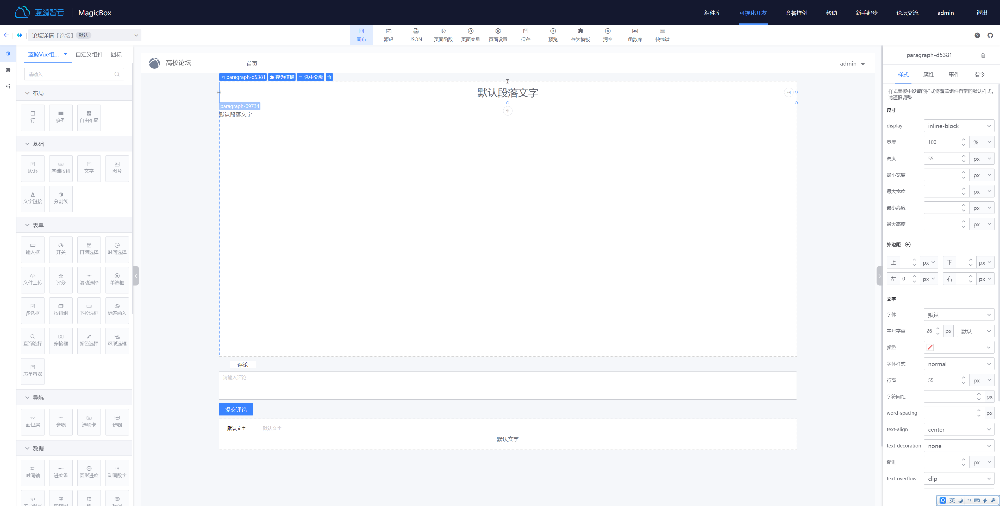 蓝鲸智云 MagicBox 组件库 可视化开发 套餐样例 帮助 新手起步 论坛交流 admin 退出
论坛详情【论坛】 默认 画布 源码 JSON 页面函数 页面变量 页面设置 保存 预览 存为模板 清空 函数库 快捷键
蓝鲸Vue组... 自定义组件 图标
请输入
布局
行 多列 自由布局
基础
段落 基础按钮 文字 图片
文字链接 分割线
表单
输入框 开关 日期选择 时间选择
文件上传 评分 滑动选择 单选框
多选框 按钮组 下拉选框 标签输入
查询选择 穿梭框 颜色选择 级联选框
表单容器
导航
面包屑 步骤 选项卡 步骤
数据
时间轴 进度条 圆形进度 动画数字
差异对比 轮播图 树 标记
高校论坛 首页 admin
paragraph-d5381 存为模板 选中父级
默认段落文字
paragraph-09734
默认段落文字
评论
请输入评论
提交评论
默认文字 默认文字
默认文字
paragraph-d5381
样式 属性 事件 指令
样式面板中设置的样式将覆盖组件自带的默认样式，
请谨慎调整
尺寸
display inline-block
宽度 100 %
高度 55 px
最小宽度 px
最大宽度 px
最小高度 px
最大高度 px
外边距
上 px 下 px
左 0 px 右 px
文字
字体 默认
字号字重 26 px 默认
颜色
字体样式 normal
行高 55 px
字符间距 px
word-spacing px
text-align center
text-decoration none
缩进 px
text-overflow clip
英